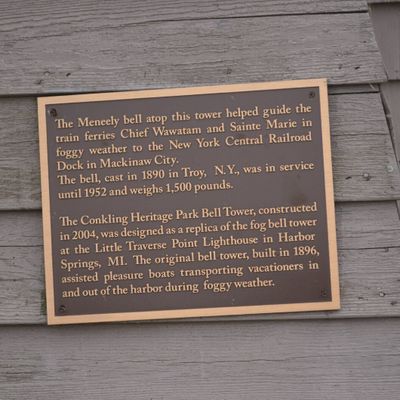 The Meneely bell atop this tower helped guide the
train ferries Chief Wawatam and Sainte Marie in
foggy weather to the New York Central Railroad
Dock in Mackinaw City.
The bell, cast in 1890 in Troy, N.Y., was in service
until 1952 and weighs 1,500 pounds.
The Conkling Heritage Park Bell Tower, constructed
in 2004, was designed as a replica of the fog bell tower
at the Little Traverse Point Lighthouse in Harbor
Springs, MI. The original bell tower, built in 1896,
assisted pleasure boats transporting vacationers in
and out of the harbor during foggy weather.